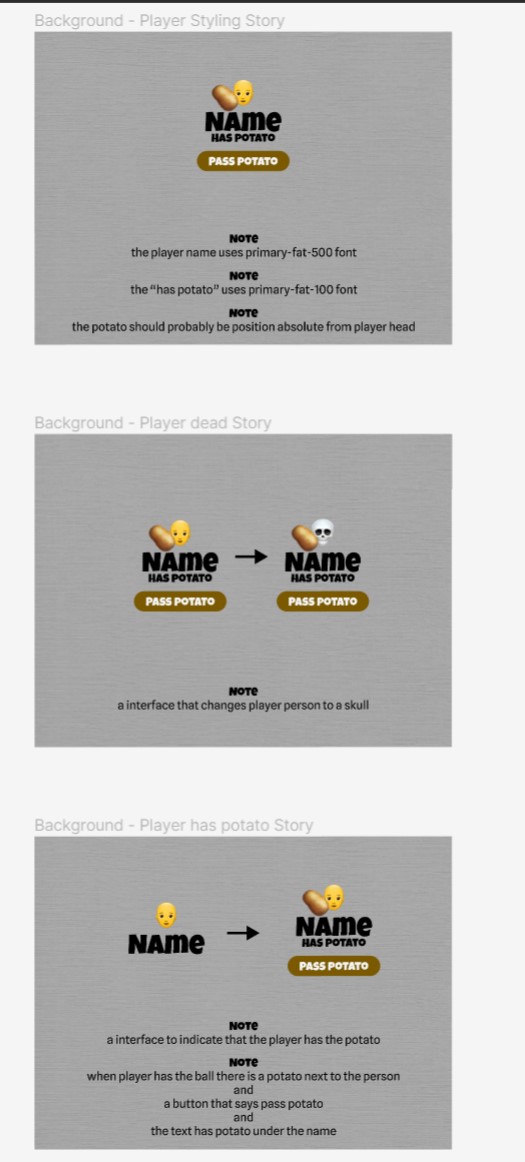 Background - Player Styling Story
NAme
HAS POTATO
PASS POTATO
NOTe
the player name uses primary-fat-500 font
NOTe
the “has potato” uses primary-fat-100 font
NOTe
the potato should probably be position absolute from player head
Background - Player dead Story
NAme
HAS POTATO
PASS POTATO
NAme
HAS POTATO
PASS POTATO
NOTe
a interface that changes player person to a skull
Background - Player has potato Story
NAme
NAme
HAS POTATO
PASS POTATO
NOTe
a interface to indicate that the player has the potato
NOTe
when player has the ball there is a potato next to the person
and
a button that says pass potato
and
the text has potato under the name